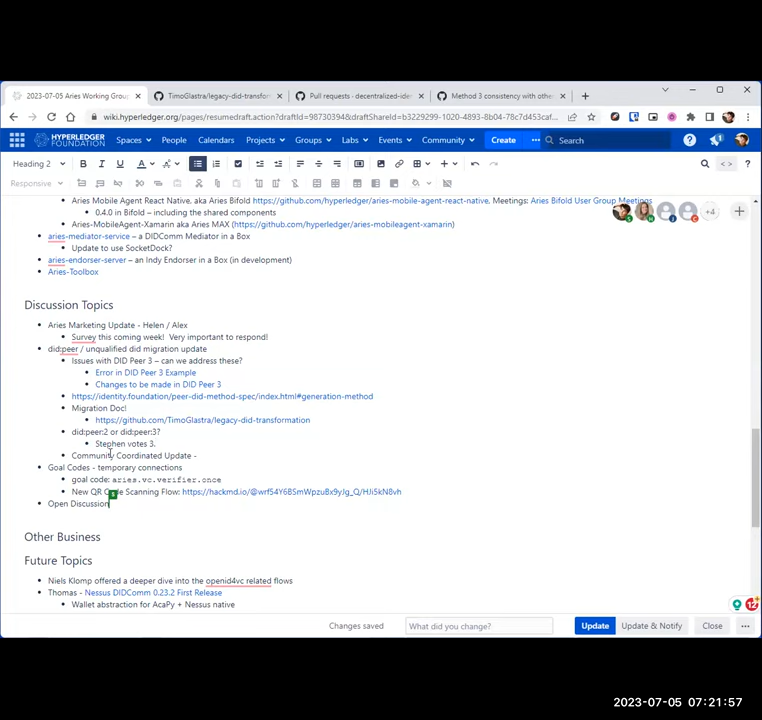 2023-07-05 Aries Working Grou
TimoGlastra/legacy-did-transfor
Pull requests · decentralized-ide
Method 3 consistency with othe
wiki.hyperledger.org/pages/resumedraft.action?draftId=98730394&draftShareId=b3229299-1020-4893-8b04-78c7d453caf...
HYPERLEDGER FOUNDATION Spaces People Calendars Projects Groups Labs Events Community Create Search
Heading 2 B I U A
Responsive
Aries Mobile Agent React Native. aka Aries Bifold https://github.com/hyperledger/aries-mobile-agent-react-native. Meetings: Aries Bifold User Group Meetings
0.4.0 in Bifold – including the shared components
Aries-MobileAgent-Xamarin aka Aries MAX (https://github.com/hyperledger/aries-mobileagent-xamarin)
+4
aries-mediator-service – a DIDComm Mediator in a Box
Update to use SocketDock?
aries-endorser-server – an Indy Endorser in a Box (in development)
Aries-Toolbox
Discussion Topics
Aries Marketing Update - Helen / Alex
Survey this coming week! Very important to respond!
did:peer / unqualified did migration update
Issues with DID Peer 3 – can we address these?
Error in DID Peer 3 Example
Changes to be made in DID Peer 3
https://identity.foundation/peer-did-method-spec/index.html#generation-method
Migration Doc!
https://github.com/TimoGlastra/legacy-did-transformation
did:peer:2 or did:peer:3?
Stephen votes 3.
Community Coordinated Update -
Goal Codes - temporary connections
goal code: aries.vc.verifier.once
New QR Code Scanning Flow: https://hackmd.io/@wrf54Y6BSmWpzuBx9yJg_Q/HJi5kN8vh
Open Discussion
Other Business
Future Topics
Niels Klomp offered a deeper dive into the openid4vc related flows
Thomas - Nessus DIDComm 0.23.2 First Release
Wallet abstraction for AcaPy + Nessus native
12
Changes saved What did you change? Update Update & Notify Close
2023-07-05 07:21:57